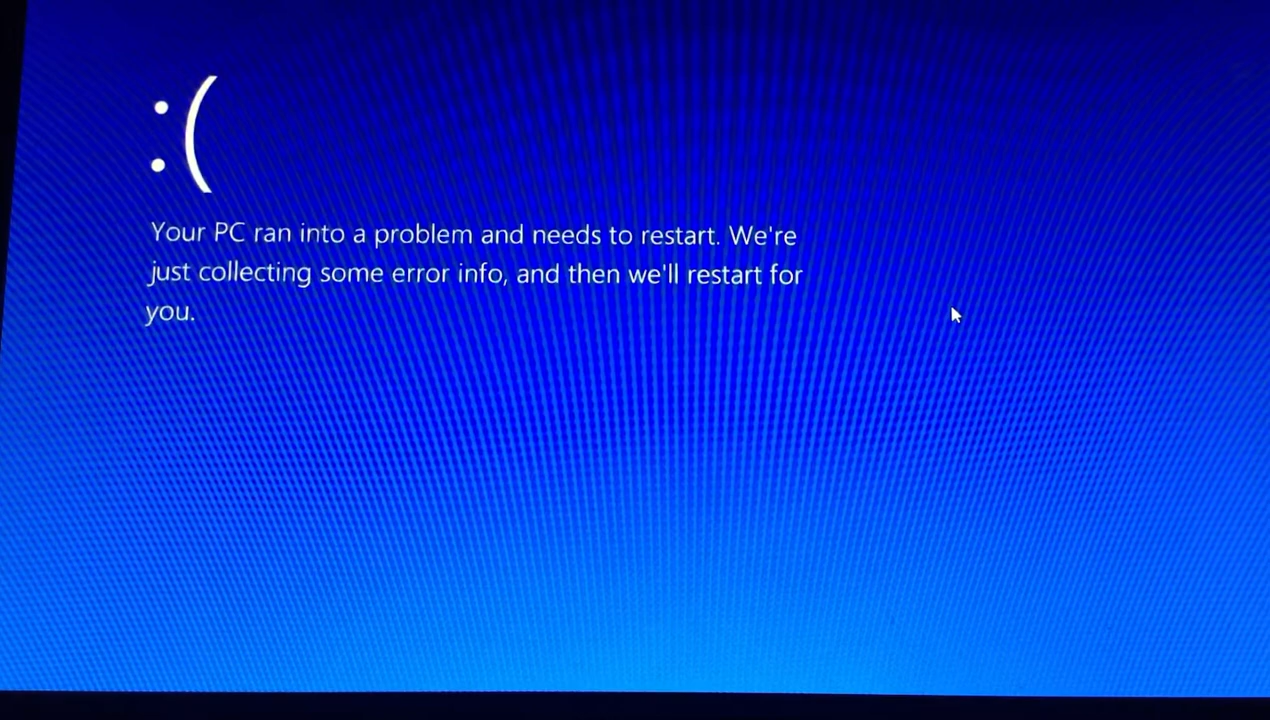 :(
Your PC ran into a problem and needs to restart. We're
just collecting some error info, and then we'll restart for
you.